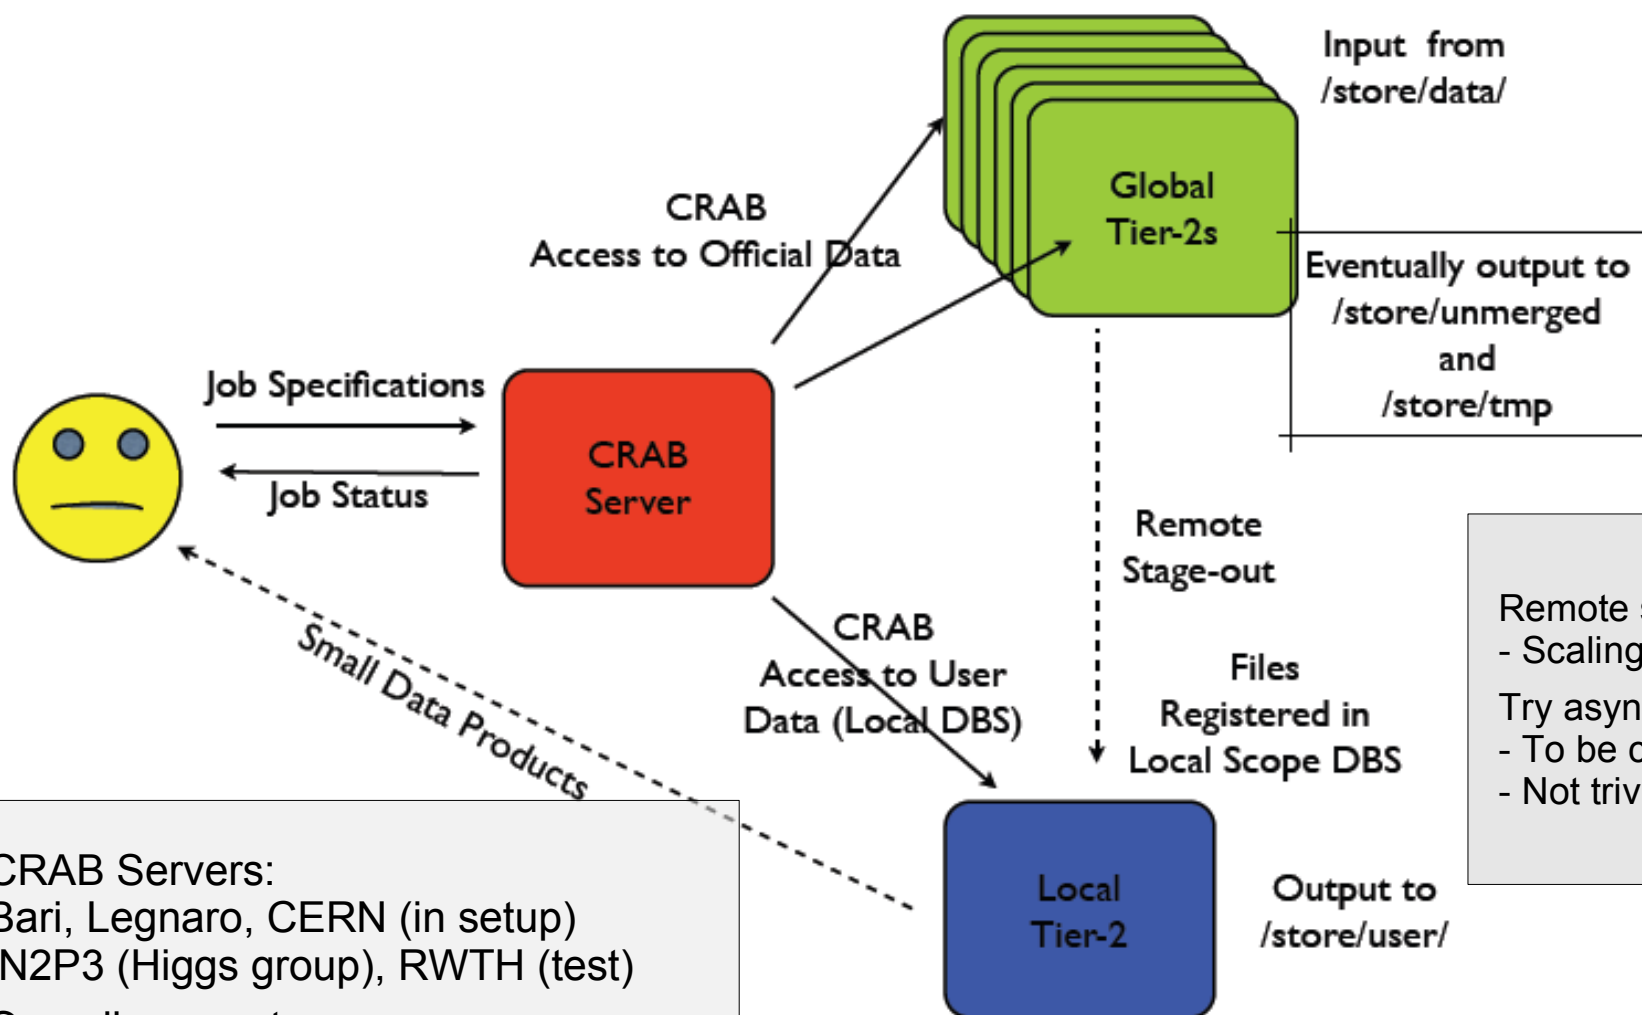 Input from
/store/data/
Global
Tier-2s
CRAB
Access to Official Data
Eventually output to
/store/unmerged
and
/store/tmp
Job Specifications
CRAB
Server
Job Status
Remote
Stage-out
Small Data Products
CRAB
Access to User
Data (Local DBS)
Files
Registered in
Local Scope DBS
Remote
- Scaling
Try
- To be
- Not
CRAB Servers:
Bari, Legnaro, CERN (in setup)
IN2P3 (Higgs group), RWTH (test)
Local
Tier-2
Output to
/store/user/